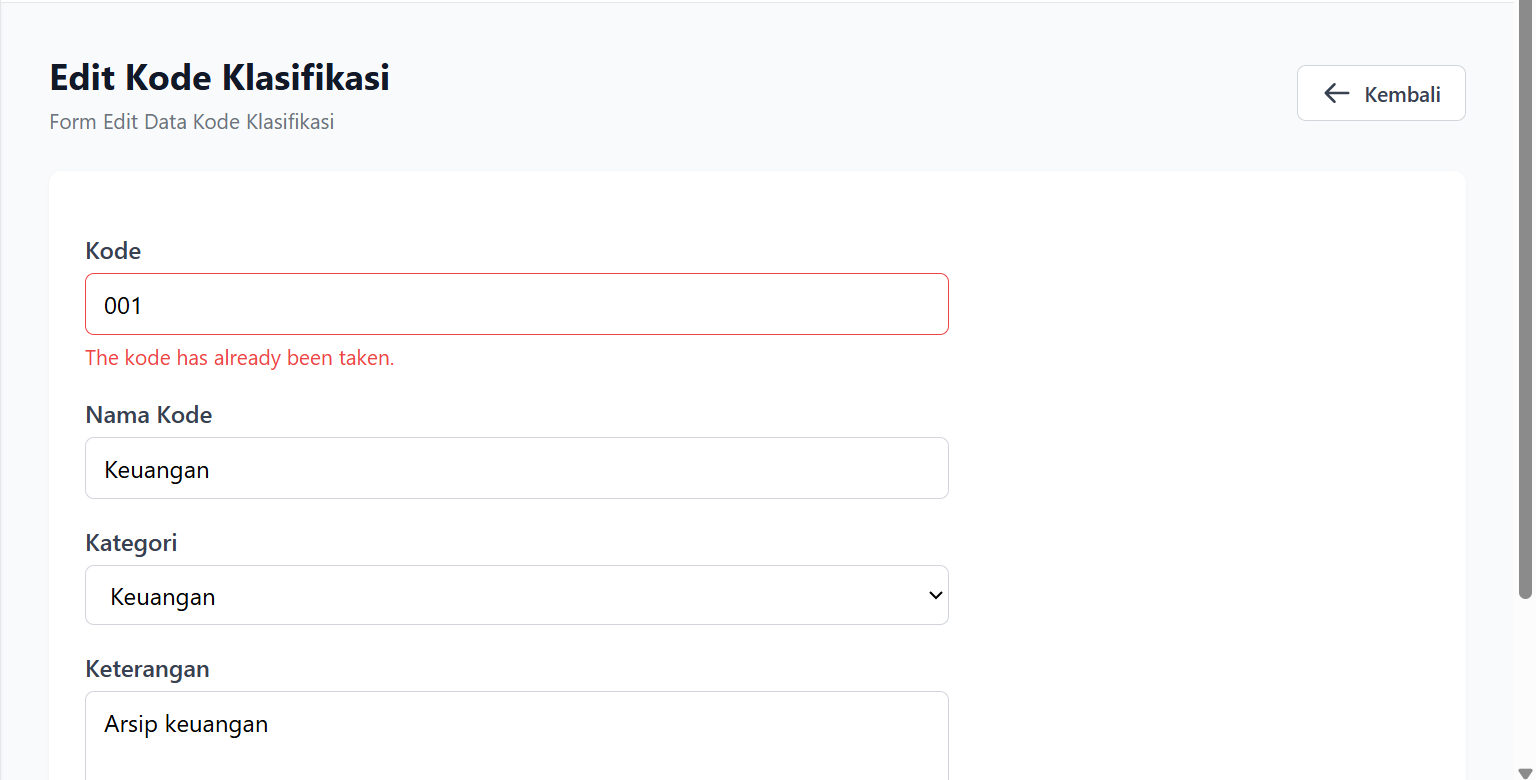 Edit Kode Klasifikasi
Form Edit Data Kode Klasifikasi
Kembali
Kode
001
The kode has already been taken.
Nama Kode
Keuangan
Kategori
Keuangan
Keterangan
Arsip keuangan